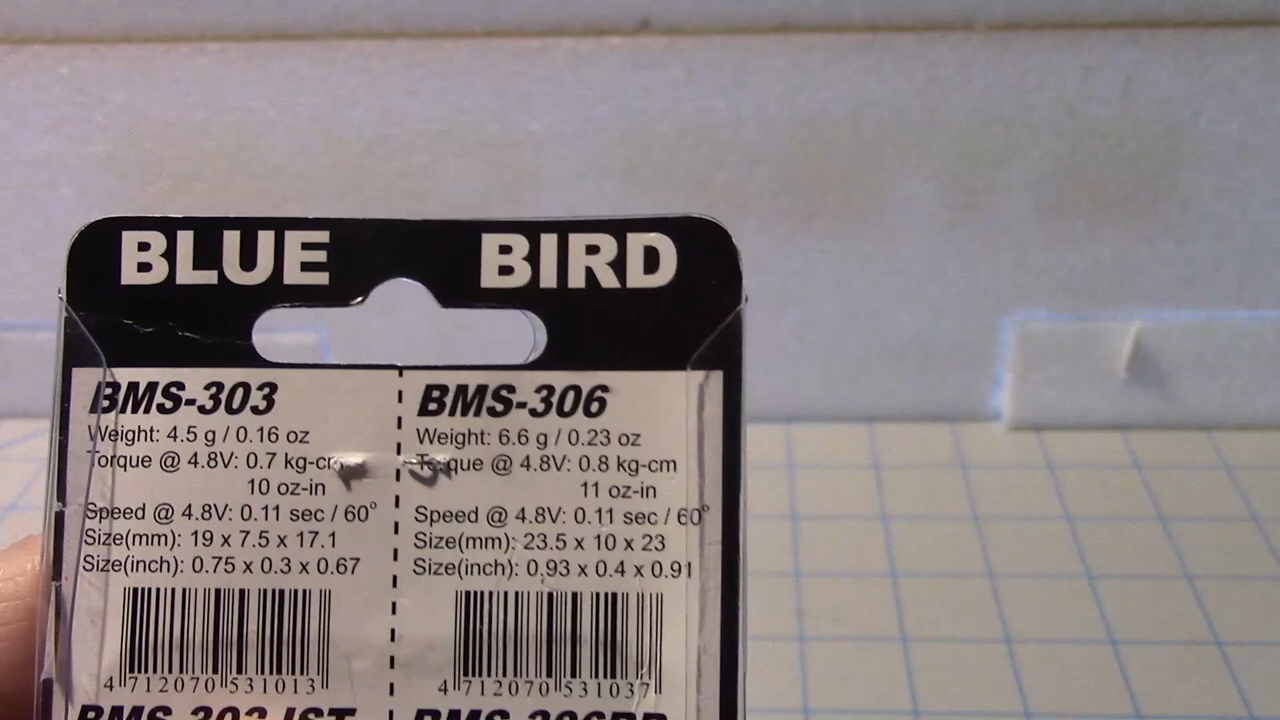 BLUE BIRD
BMS-303
Weight: 4.5 g / 0.16 oz
Torque @ 4.8V: 0.7 kg-cm
10 oz-in
Speed @ 4.8V: 0.11 sec / 60°
Size(mm): 19 x 7.5 x 17.1
Size(inch): 0.75 x 0.3 x 0.67
4 712070 531013
BMS-306
Weight: 6.6 g / 0.23 oz
Torque @ 4.8V: 0.8 kg-cm
11 oz-in
Speed @ 4.8V: 0.11 sec / 60°
Size(mm): 23.5 x 10 x 23
Size(inch): 0.93 x 0.4 x 0.91
4 712070 531037